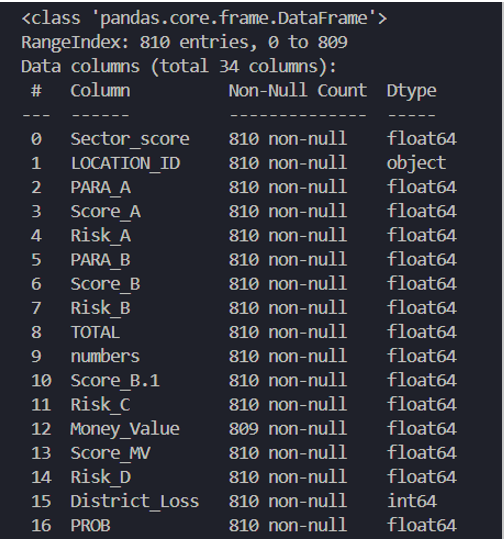 <class 'pandas.core.frame.DataFrame'>
RangeIndex: 810 entries, 0 to 809
Data columns (total 34 columns):
 #   Column         Non-Null Count  Dtype
---  ------         --------------  -----
 0   Sector_score   810 non-null    float64
 1   LOCATION_ID    810 non-null    object
 2   PARA_A         810 non-null    float64
 3   Score_A        810 non-null    float64
 4   Risk_A         810 non-null    float64
 5   PARA_B         810 non-null    float64
 6   Score_B        810 non-null    float64
 7   Risk_B         810 non-null    float64
 8   TOTAL          810 non-null    float64
 9   numbers        810 non-null    float64
 10  Score_B.1      810 non-null    float64
 11  Risk_C         810 non-null    float64
 12  Money_Value    809 non-null    float64
 13  Score_MV       810 non-null    float64
 14  Risk_D         810 non-null    float64
 15  District_Loss  810 non-null    int64
 16  PROB           810 non-null    float64